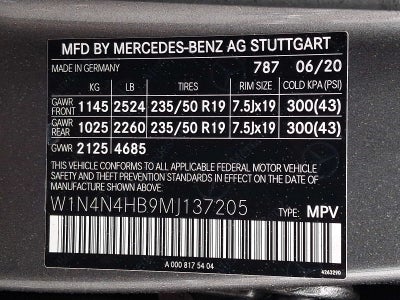 MFD BY MERCEDES-BENZ AG STUTTGART
MADE IN GERMANY 787 06/20
KG LB TIRES RIM SIZE COLD KPA (PSI)
GAWR FRONT 1145 2524 235/50 R19 7.5Jx19 300(43)
GAWR REAR 1025 2260 235/50 R19 7.5Jx19 300(43)
GVWR 2125 4685
THIS VEHICLE CONFORMS TO ALL APPLICABLE FEDERAL MOTOR VEHICLE
SAFETY AND THEFT PREVENTION STANDARDS IN EFFECT ON THE DATE
OF MANUFACTURE SHOWN ABOVE.
W1N4N4HB9MJ137205 TYPE: MPV
A 000 817 54 04
4263290